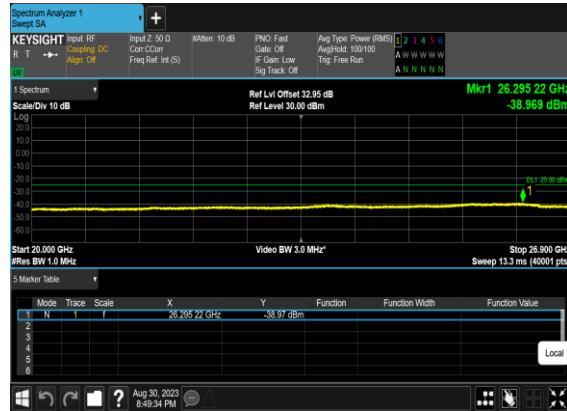 Spectrum Analyzer 1
Swept SA
+
KEYSIGHT
R T
Input: RF
Coupling: DC
Align: Off
Input Z: 50 Ω
Corr CCorr
Freq Ref: Int (S)
#Atten: 10 dB
PNO: Fast
Gate: Off
IF Gain: Low
Sig Track: Off
Avg Type: Power (RMS)
Avg|Hold: 100/100
Trig: Free Run
1 2 3 4 5 6
A W W W W W
A N N N N N
1 Spectrum
Scale/Div 10 dB
Ref Lvl Offset 32.95 dB
Ref Level 30.00 dBm
Mkr1 26.295 22 GHz
-38.969 dBm
Log
20.0
10.0
0.00
-10.0
-20.0
-30.0
-40.0
-50.0
-60.0
DL1 -25.00 dBm
1
Start 20.000 GHz
#Res BW 1.0 MHz
Video BW 3.0 MHz*
Stop 26.900 GHz
Sweep 13.3 ms (40001 pts)
5 Marker Table
Mode Trace Scale X Y Function Function Width Function Value
1 N 1 f 26.295 22 GHz -38.97 dBm
2
3
4
5
6
Local
?
Aug 30, 2023
8:49:34 PM